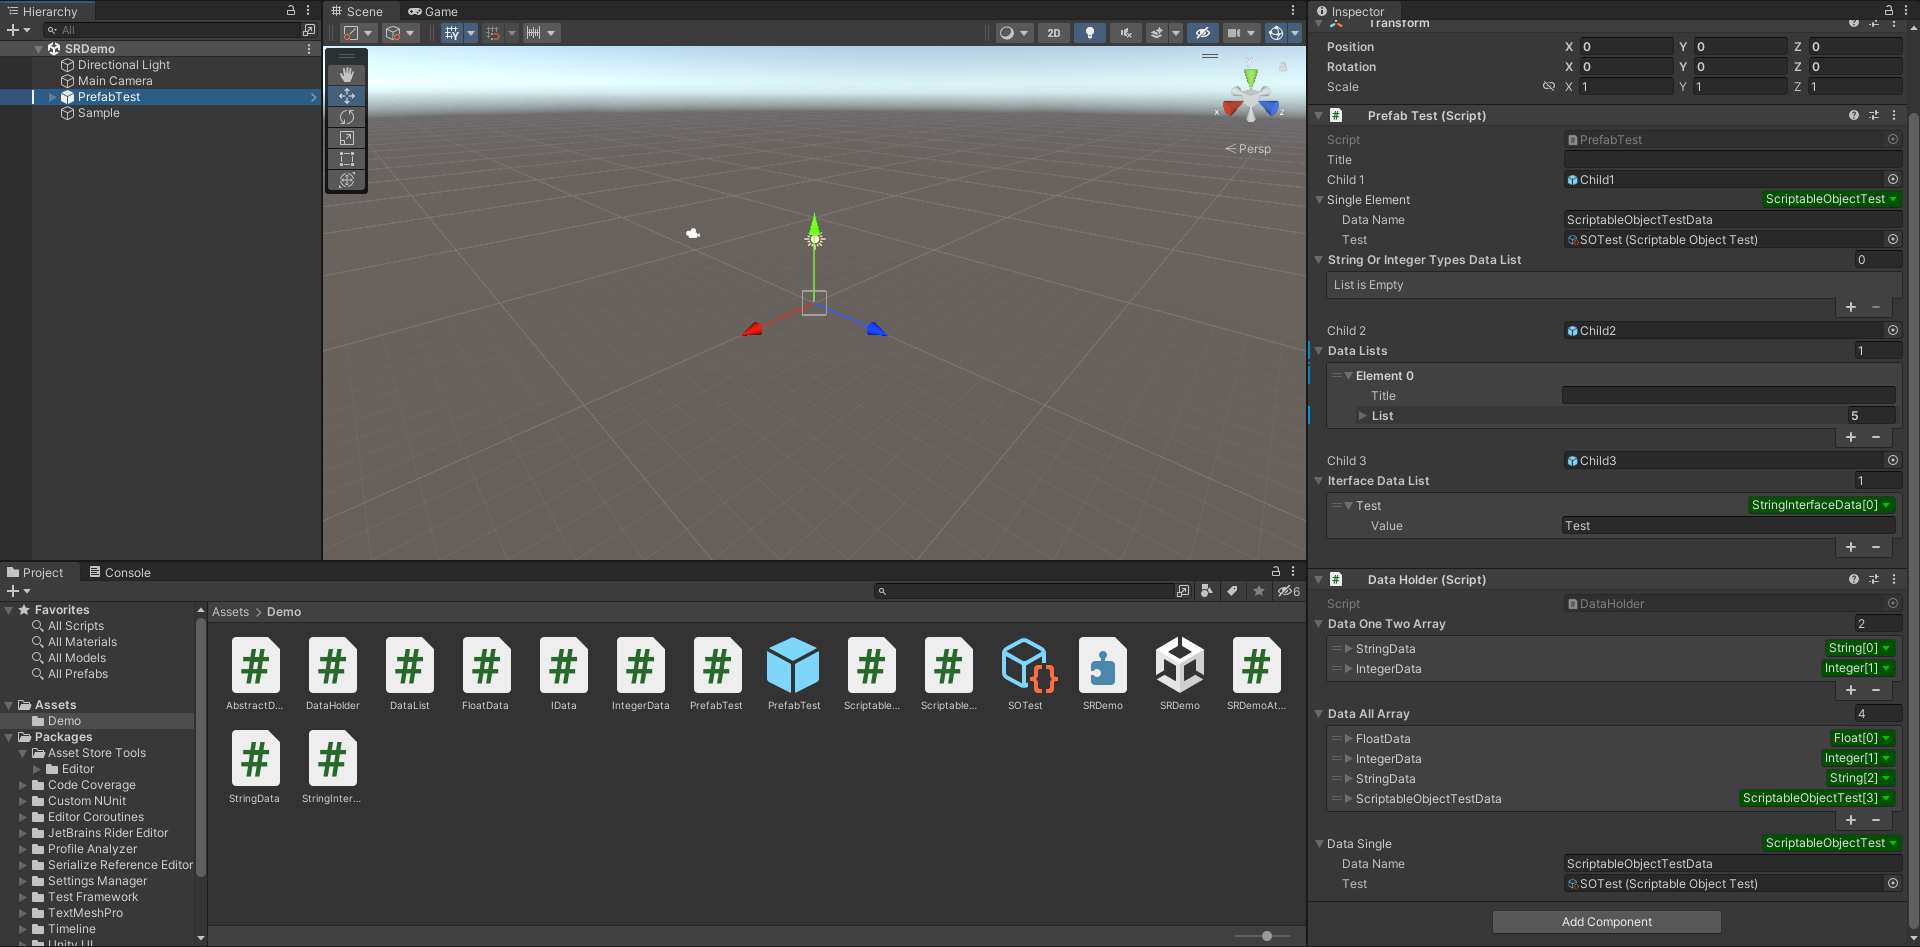 Hierarchy
All
SRDemo
Directional Light
Main Camera
PrefabTest
Sample
Scene
Game
2D
y
x
z
Persp
Project
Console
6
Favorites
All Scripts
All Materials
All Models
All Prefabs
Assets
Demo
Packages
Asset Store Tools
Editor
Code Coverage
Custom NUnit
Editor Coroutines
JetBrains Rider Editor
Profile Analyzer
Serialize Reference Editor
Settings Manager
Test Framework
TextMeshPro
Timeline
Unity UI
Assets > Demo
AbstractD...
DataHolder
DataList
FloatData
IData
IntegerData
PrefabTest
PrefabTest
Scriptable...
Scriptable...
SOTest
SRDemo
SRDemo
SRDemoAt...
StringData
StringInter...
Inspector
Transform
Position X 0 Y 0 Z 0
Rotation X 0 Y 0 Z 0
Scale X 1 Y 1 Z 1
Prefab Test (Script)
Script PrefabTest
Title
Child 1 Child1
Single Element ScriptableObjectTest
Data Name ScriptableObjectTestData
Test SOTest (Scriptable Object Test)
String Or Integer Types Data List 0
List is Empty
Child 2 Child2
Data Lists 1
Element 0
Title
List 5
Child 3 Child3
Iterface Data List 1
Test StringInterfaceData[0]
Value Test
Data Holder (Script)
Script DataHolder
Data One Two Array 2
StringData String[0]
IntegerData Integer[1]
Data All Array 4
FloatData Float[0]
IntegerData Integer[1]
StringData String[2]
ScriptableObjectTestData ScriptableObjectTest[3]
Data Single ScriptableObjectTest
Data Name ScriptableObjectTestData
Test SOTest (Scriptable Object Test)
Add Component